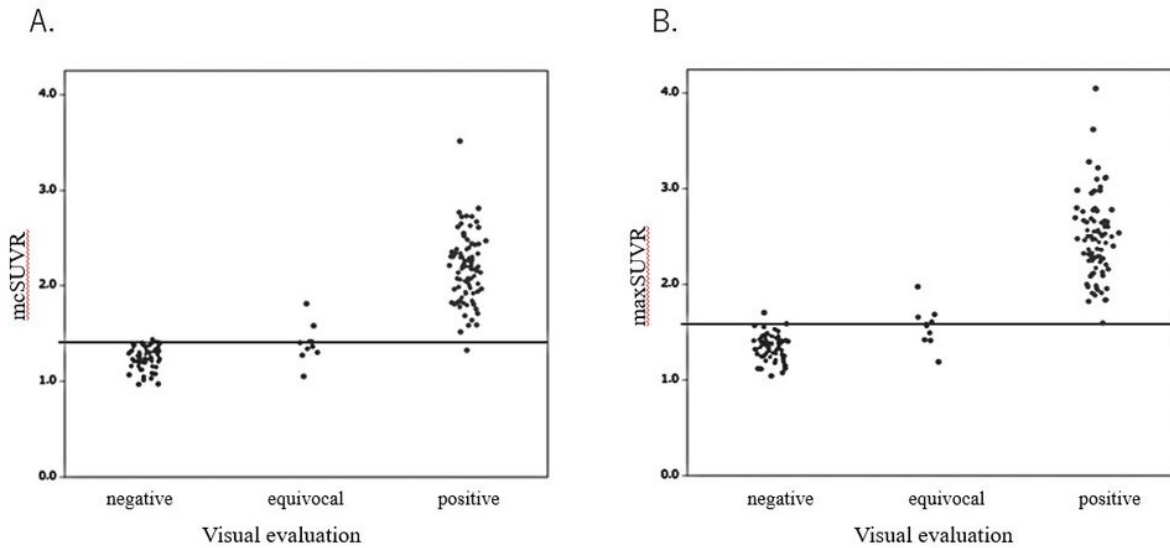 A.
4.0
3.0
2.0
1.0
0.0
mcSUVR
negative equivocal positive
Visual evaluation
B.
4.0
3.0
2.0
1.0
0.0
maxSUVR
negative equivocal positive
Visual evaluation